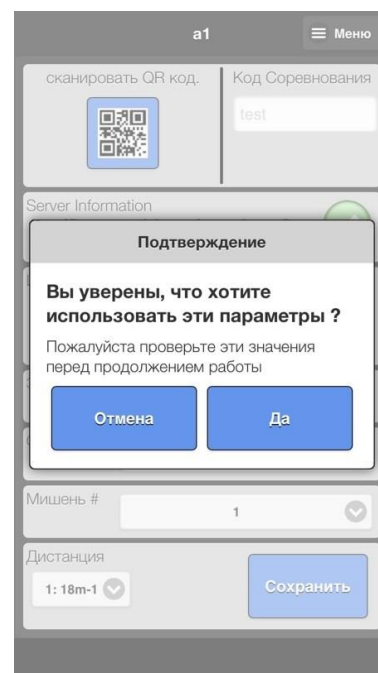 a1
Меню
сканировать QR код.
Код Соревнования
test
Server Information
Подтверждение
Вы уверены, что хотите
использовать эти параметры ?
Пожалуйста проверьте эти значения
перед продолжением работы
Отмена
Да
Мишень #
1
Дистанция
1: 18m-1
Сохранить